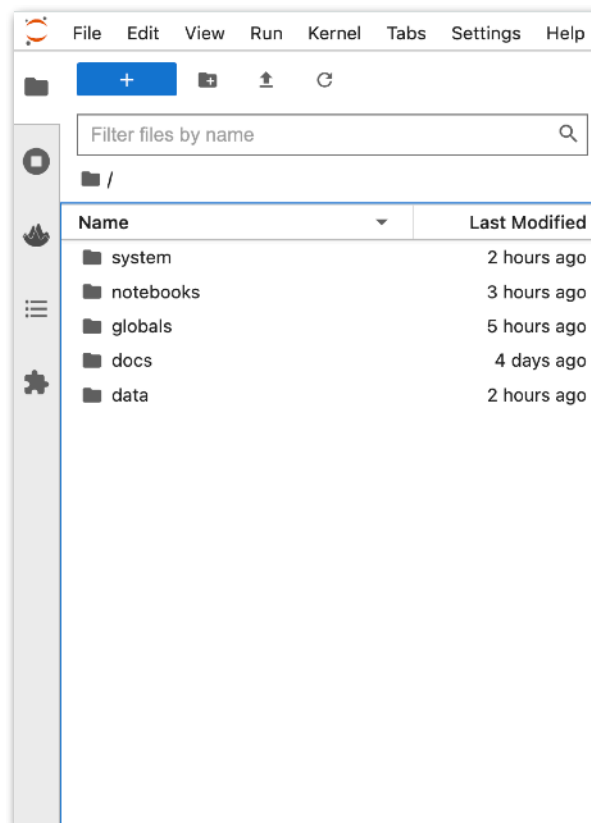 File Edit View Run Kernel Tabs Settings Help
+
Filter files by name
/
Name Last Modified
system 2 hours ago
notebooks 3 hours ago
globals 5 hours ago
docs 4 days ago
data 2 hours ago